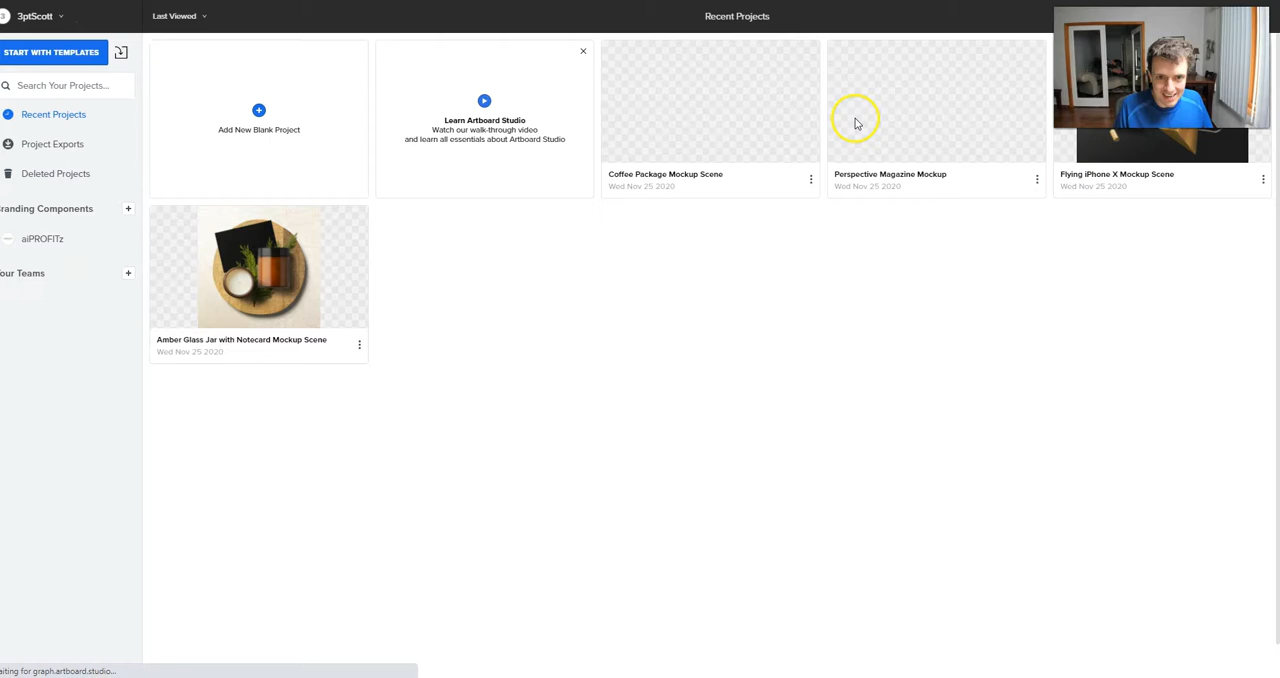 3ptScott
Last Viewed
Recent Projects
START WITH TEMPLATES
Search Your Projects...
Recent Projects
Project Exports
Deleted Projects
Branding Components
aiPROFITz
Your Teams
Add New Blank Project
Learn Artboard Studio
Watch our walk-through video
and learn all essentials about Artboard Studio
Coffee Package Mockup Scene
Wed Nov 25 2020
Perspective Magazine Mockup
Wed Nov 25 2020
Flying iPhone X Mockup Scene
Wed Nov 25 2020
Amber Glass Jar with Notecard Mockup Scene
Wed Nov 25 2020
aiting for graph.artboard.studio...